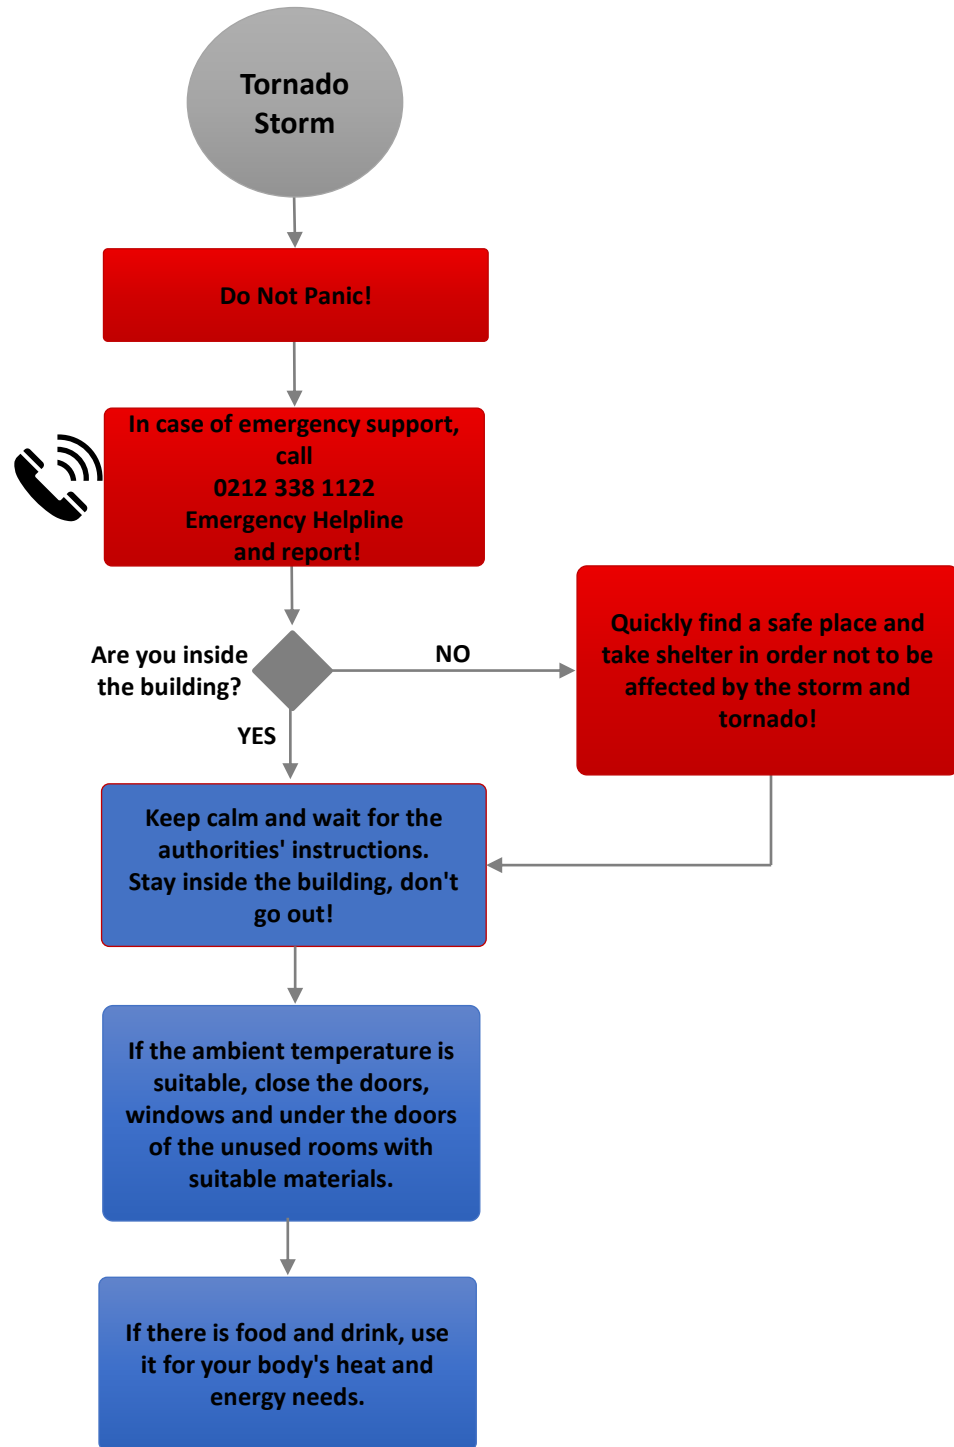 Tornado
Storm
Do Not Panic!
In case of emergency support,
call
0212 338 1122
Emergency Helpline
and report!
Are you inside
the building?
NO
Quickly find a safe place and
take shelter in order not to be
affected by the storm and
tornado!
YES
Keep calm and wait for the
authorities' instructions.
Stay inside the building, don't
go out!
If the ambient temperature is
suitable, close the doors,
windows and under the doors
of the unused rooms with
suitable materials.
If there is food and drink, use
it for your body's heat and
energy needs.